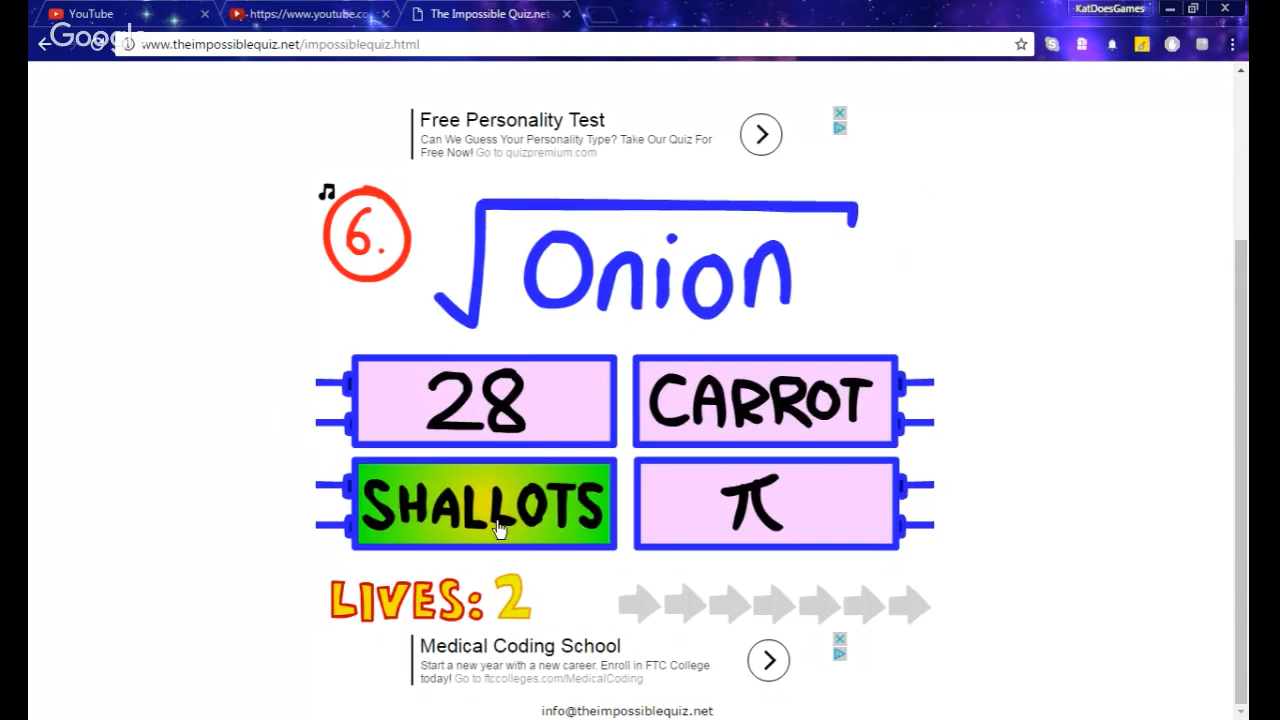 YouTube
https://www.youtube.cc
The Impossible Quiz.net
KatDoesGames
Google
www.theimpossiblequiz.net/impossiblequiz.html
Free Personality Test
Can We Guess Your Personality Type? Take Our Quiz For
Free Now! Go to quizpremium.com
6.
√Onion
28
CARROT
SHALLOTS
π
LIVES: 2
Medical Coding School
Start a new year with a new career. Enroll in FTC College
today! Go to ftccolleges.com/MedicalCoding
info@theimpossiblequiz.net